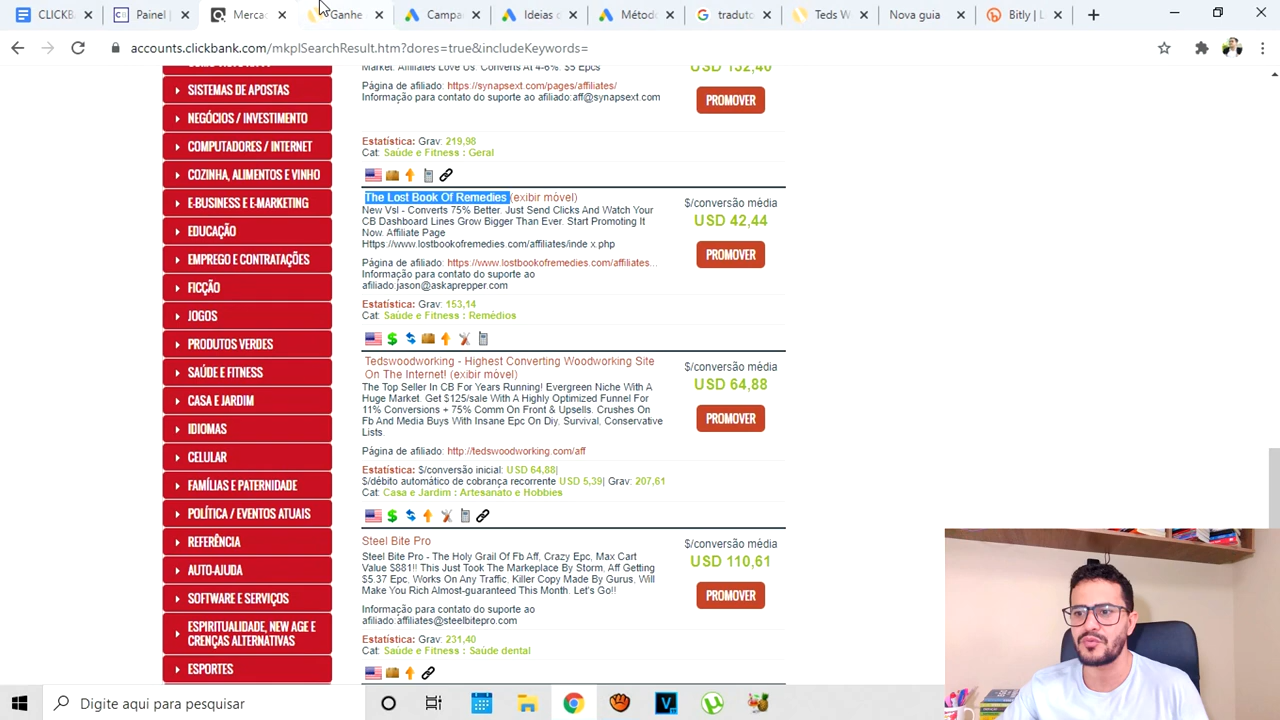 CLICKB
Painel |
Merca
Ganhe
Campa
Ideias c
Métod
traduto
Teds W
Nova guia
Bitly | L
accounts.clickbank.com/mkplSearchResult.htm?dores=true&includeKeywords=
SISTEMAS DE APOSTAS
NEGÓCIOS / INVESTIMENTO
COMPUTADORES / INTERNET
COZINHA, ALIMENTOS E VINHO
E-BUSINESS E E-MARKETING
EDUCAÇÃO
EMPREGO E CONTRATAÇÕES
FICÇÃO
JOGOS
PRODUTOS VERDES
SAÚDE E FITNESS
CASA E JARDIM
IDIOMAS
CELULAR
FAMÍLIAS E PATERNIDADE
POLÍTICA / EVENTOS ATUAIS
REFERÊNCIA
AUTO-AJUDA
SOFTWARE E SERVIÇOS
ESPIRITUALIDADE, NEW AGE E
CRENÇAS ALTERNATIVAS
ESPORTES
Market. Affiliates Love Us. Converts At 4-6%. $5 Epcs
USD 132,40
Página de afiliado: https://synapsext.com/pages/affiliates/
Informação para contato do suporte ao afiliado:aff@synapsext.com
PROMOVER
Estatística: Grav: 219,98
Cat: Saúde e Fitness : Geral
The Lost Book Of Remedies (exibir móvel)
New Vsl - Converts 75% Better. Just Send Clicks And Watch Your
CB Dashboard Lines Grow Bigger Than Ever. Start Promoting It
Now. Affiliate Page
Https://www.lostbookofremedies.com/affiliates/inde x.php
$/conversão média
USD 42,44
PROMOVER
Página de afiliado: https://www.lostbookofremedies.com/affiliates...
Informação para contato do suporte ao
afiliado:jason@askaprepper.com
Estatística: Grav: 153,14
Cat: Saúde e Fitness : Remédios
Tedswoodworking - Highest Converting Woodworking Site
On The Internet! (exibir móvel)
The Top Seller In CB For Years Running! Evergreen Niche With A
Huge Market. Get $125/sale With A Highly Optimized Funnel For
11% Conversions + 75% Comm On Front & Upsells. Crushes On
Fb And Media Buys With Insane Epc On Diy, Survival, Conservative
Lists.
$/conversão média
USD 64,88
PROMOVER
Página de afiliado: http://tedswoodworking.com/aff
Estatística: $/conversão inicial: USD 64,88|
$/débito automático de cobrança recorrente USD 5,39| Grav: 207,61
Cat: Casa e Jardim : Artesanato e Hobbies
Steel Bite Pro
Steel Bite Pro - The Holy Grail Of Fb Aff, Crazy Epc, Max Cart
Value $881!! This Just Took The Markeplace By Storm, Aff Getting
$5.37 Epc, Works On Any Traffic, Killer Copy Made By Gurus, Will
Make You Rich Almost-guaranteed This Month. Let's Go!!
$/conversão média
USD 110,61
PROMOVER
Informação para contato do suporte ao
afiliado:affiliates@steelbitepro.com
Estatística: Grav: 231,40
Cat: Saúde e Fitness : Saúde dental
Digite aqui para pesquisar